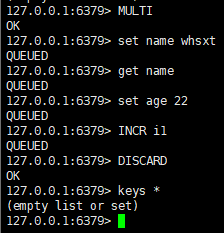 127.0.0.1:6379> MULTI
OK
127.0.0.1:6379> set name whsxt
QUEUED
127.0.0.1:6379> get name
QUEUED
127.0.0.1:6379> set age 22
QUEUED
127.0.0.1:6379> INCR i1
QUEUED
127.0.0.1:6379> DISCARD
OK
127.0.0.1:6379> keys *
(empty list or set)
127.0.0.1:6379>